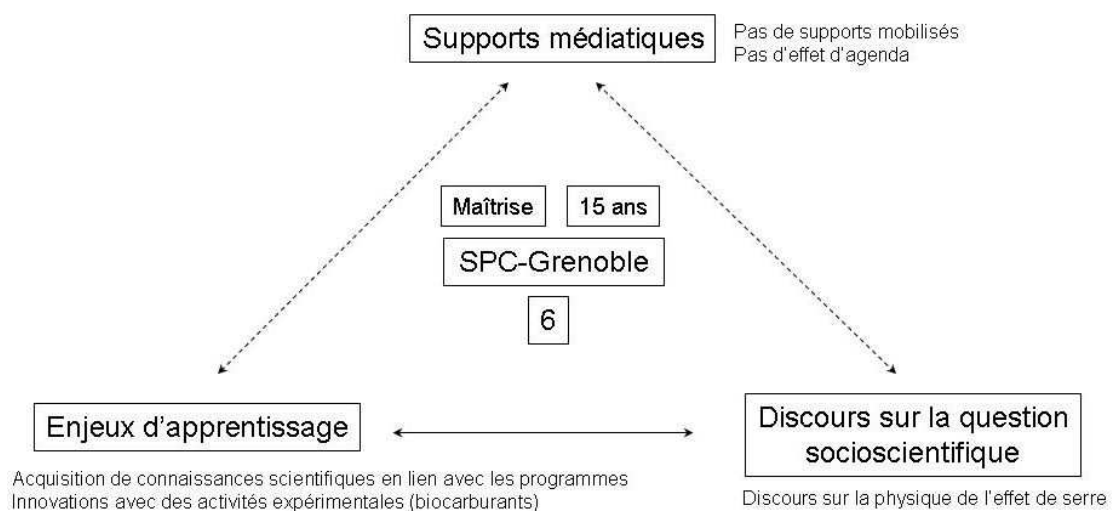 Supports médiatiques
Pas de supports mobilisés
Pas d'effet d'agenda
Maîtrise
15 ans
SPC-Grenoble
6
Enjeux d'apprentissage
Discours sur la question
socioscientifique
Acquisition de connaissances scientifiques en lien avec les programmes
Innovations avec des activités expérimentales (biocarburants)
Discours sur la physique de l'effet de serre